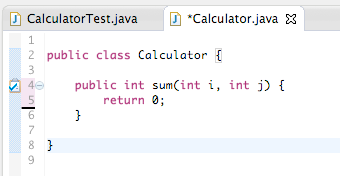 CalculatorTest.java *Calculator.java
1
2 public class Calculator {
3
4 public int sum(int i, int j) {
5 return 0;
6 }
7
8 }
9